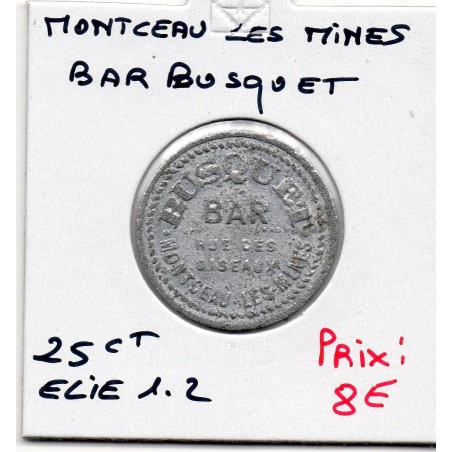 MONTCEAU LES MINES
BAR BUSQUET
BUSQUET
BAR
RUE DES
OISEAUX
MONTCEAU-LES-MINES
25 CT
ELIE 1.2
PRIX :
8E